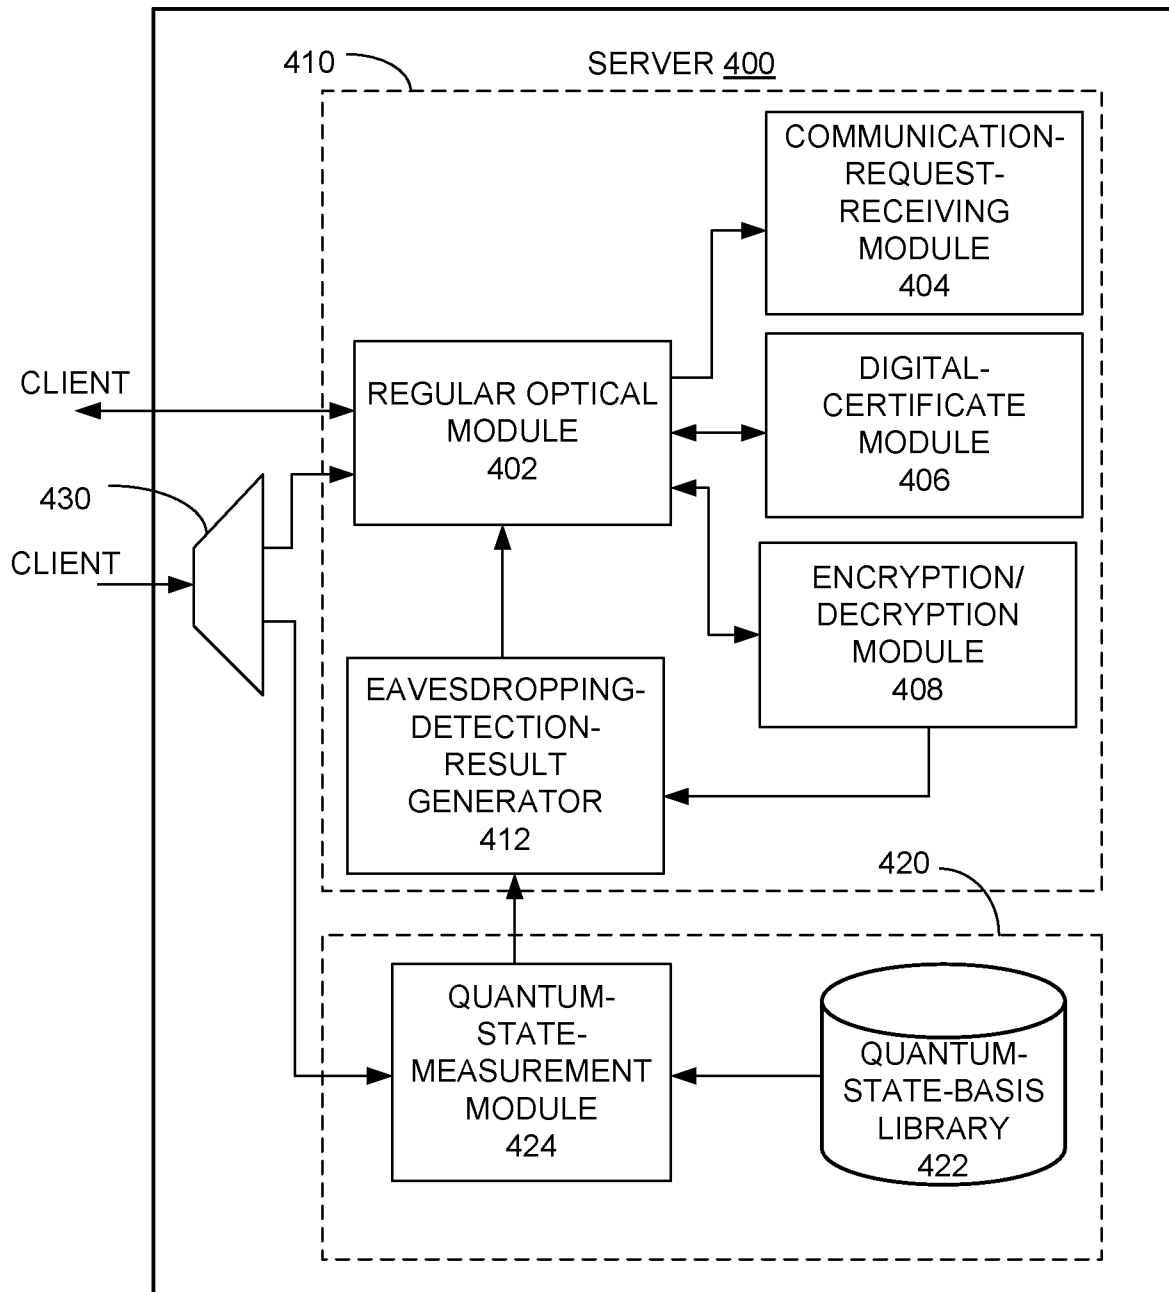 410
SERVER 400
COMMUNICATION-
REQUEST-
RECEIVING
MODULE
404
CLIENT
REGULAR OPTICAL
MODULE
402
DIGITAL-
CERTIFICATE
MODULE
406
430
CLIENT
ENCRYPTION/
DECRYPTION
MODULE
408
EAVESDROPPING-
DETECTION-
RESULT
GENERATOR
412
420
QUANTUM-
STATE-
MEASUREMENT
MODULE
424
QUANTUM-
STATE-BASIS
LIBRARY
422